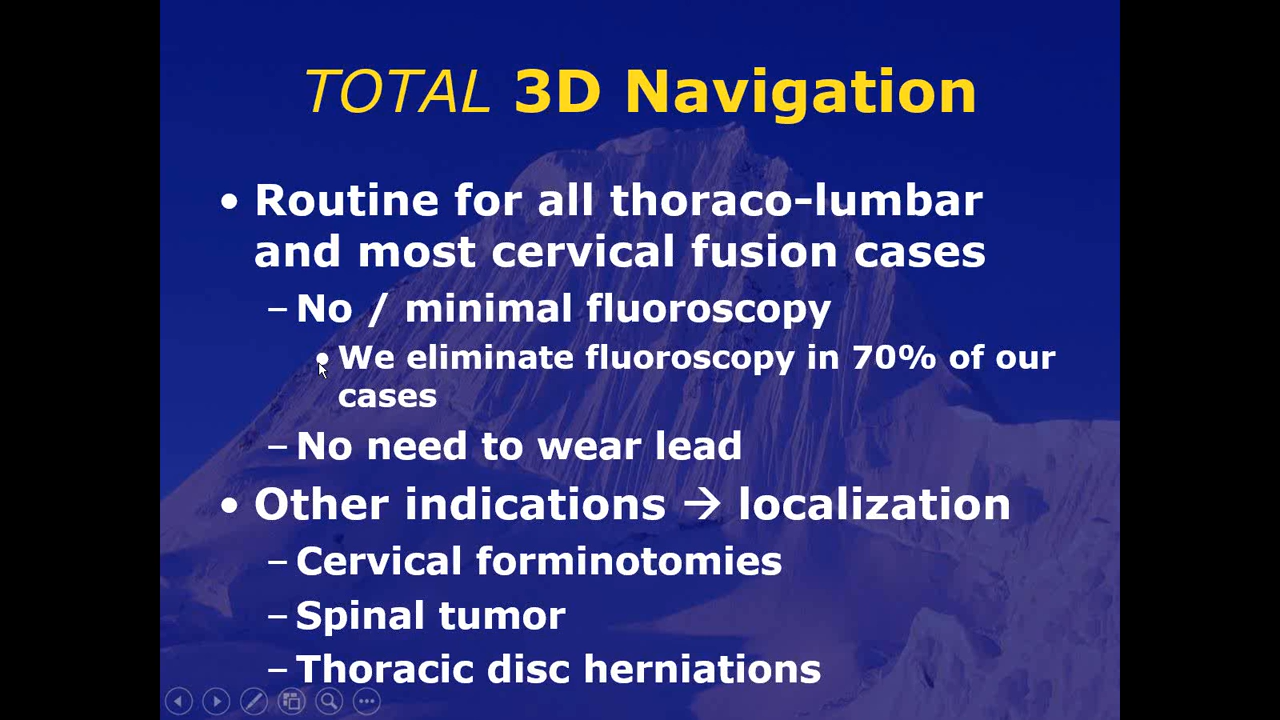 TOTAL 3D Navigation
• Routine for all thoraco-lumbar
and most cervical fusion cases
– No / minimal fluoroscopy
• We eliminate fluoroscopy in 70% of our
cases
– No need to wear lead
• Other indications → localization
– Cervical forminotomies
– Spinal tumor
– Thoracic disc herniations